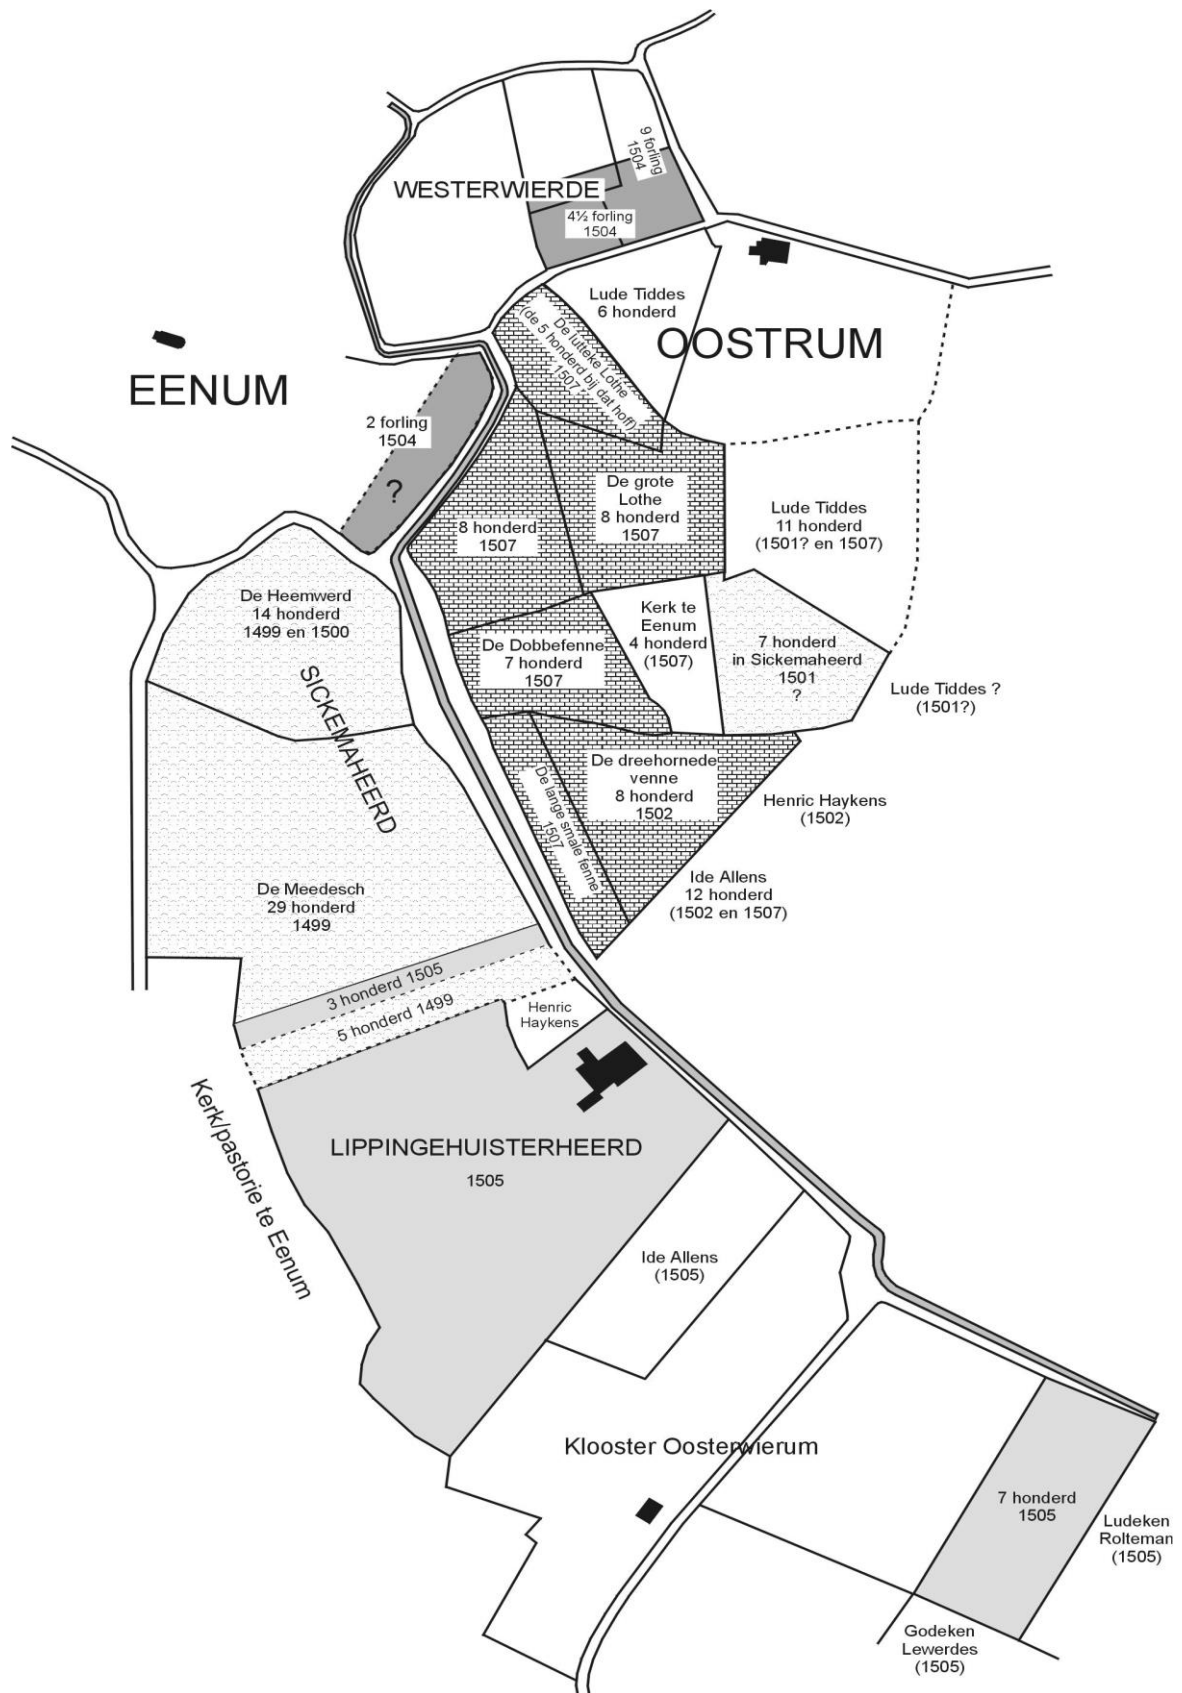 9 forling
1504
WESTERWIERDE
4½ forling
1504
Lude Tiddes
6 honderd
OOSTRUM
De lutteke Lothe
(de 5 honderd bij dat hoff)
1507
EENUM
2 forling
1504
?
De grote
Lothe
8 honderd
1507
8 honderd
1507
Lude Tiddes
11 honderd
(1501? en 1507)
De Heemwerd
14 honderd
1499 en 1500
Kerk te
Eenum
4 honderd
(1507)
De Dobbefenne
7 honderd
1507
7 honderd
in Sickemaheerd
1501
?
Lude Tiddes ?
(1501?)
SICKEMAHEERD
De dreehornede
venne
8 honderd
1502
De lange smale fenne
1507
Henric Haykens
(1502)
Ide Allens
12 honderd
(1502 en 1507)
De Meedesch
29 honderd
1499
3 honderd 1505
5 honderd 1499
Henric
Haykens
Kerk/pastorie te Eenum
LIPPINGEHUISTERHEERD
1505
Ide Allens
(1505)
Klooster Oosterwierum
7 honderd
1505
Ludeken
Rolteman
(1505)
Godeken
Lewerdes
(1505)